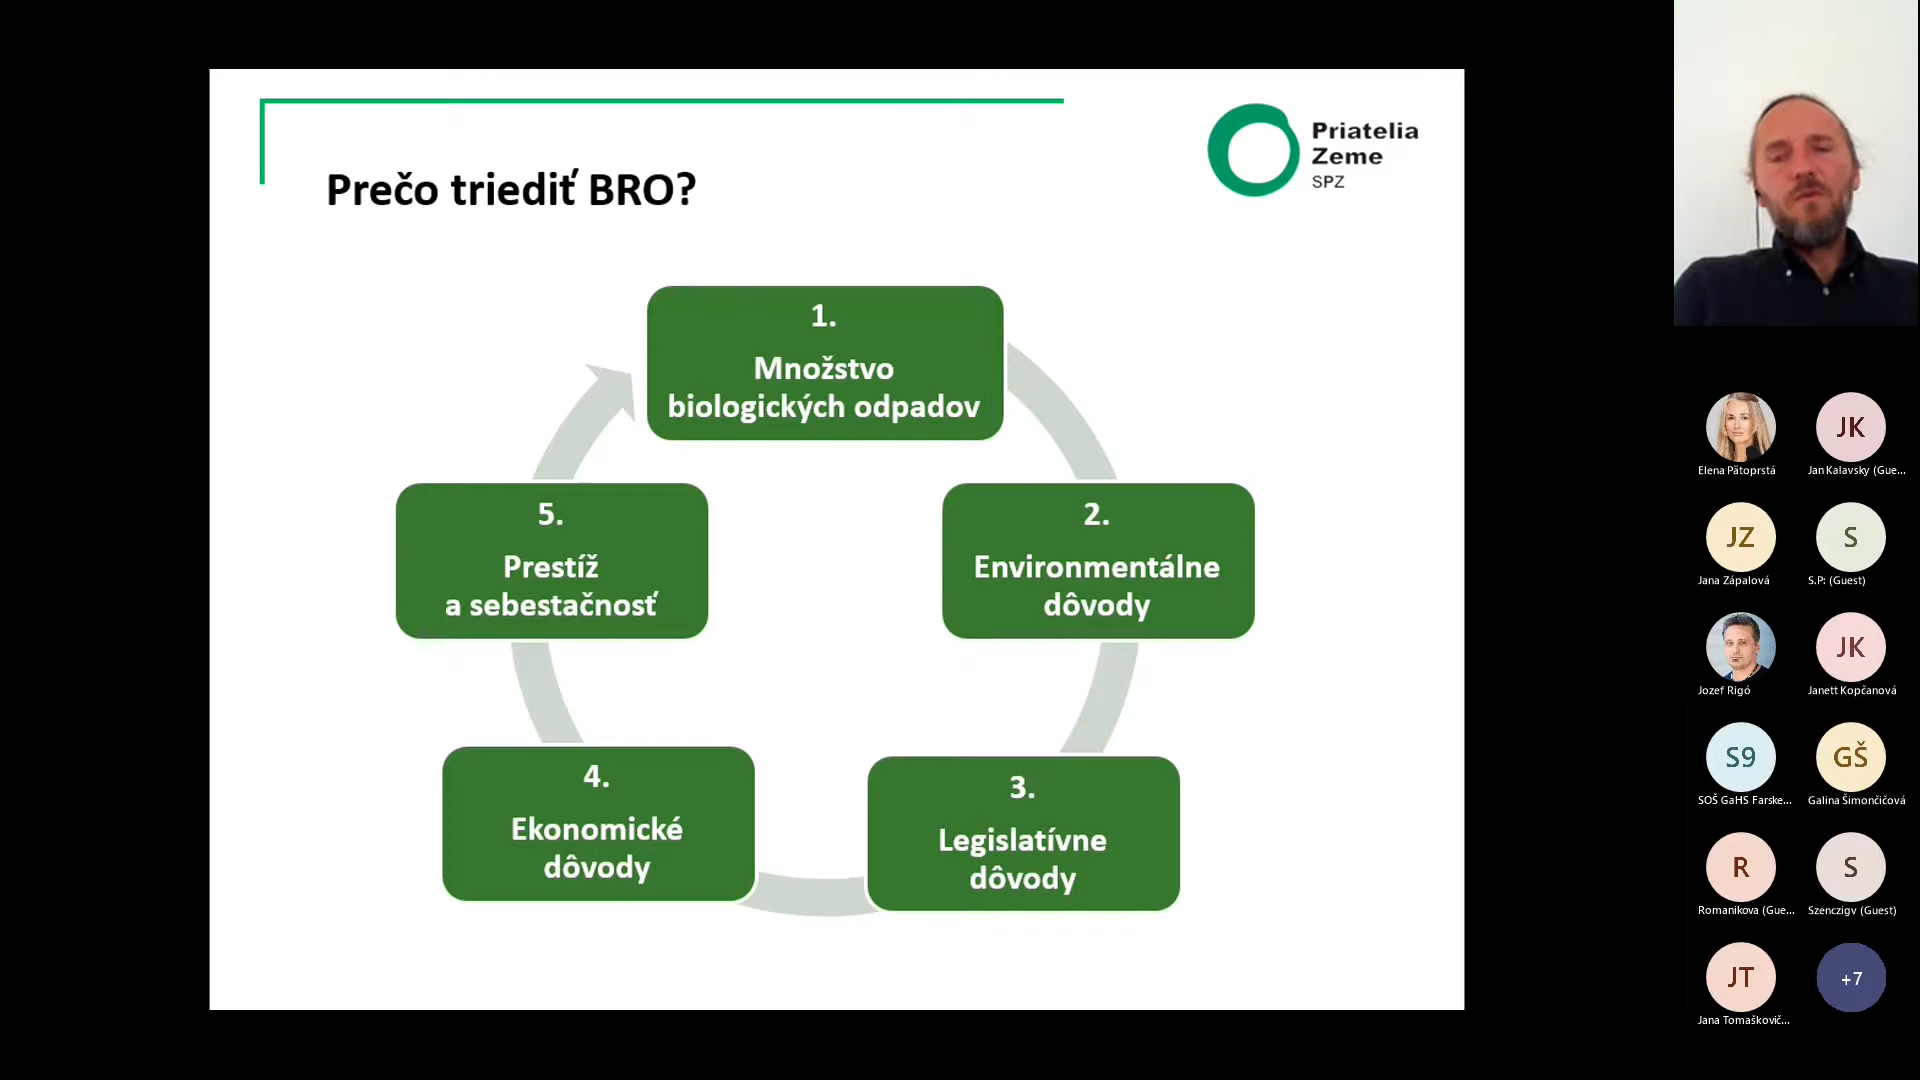 Prečo triediť BRO?
Priatelia
Zeme
SPZ
1.
Množstvo
biologických odpadov
2.
Environmentálne
dôvody
3.
Legislatívne
dôvody
4.
Ekonomické
dôvody
5.
Prestíž
a sebestačnosť
JK
Elena Pätoprstá
Jan Kalavsky (Gue...
JZ
S
Jana Zápalová
S.P: (Guest)
JK
Jozef Rigó
Janett Kopčanová
S9
GŠ
SOŠ GaHS Farske...
Galina Šimončičová
R
S
Romanikova (Gue...
Szenczigv (Guest)
JT
+7
Jana Tomaškovič...